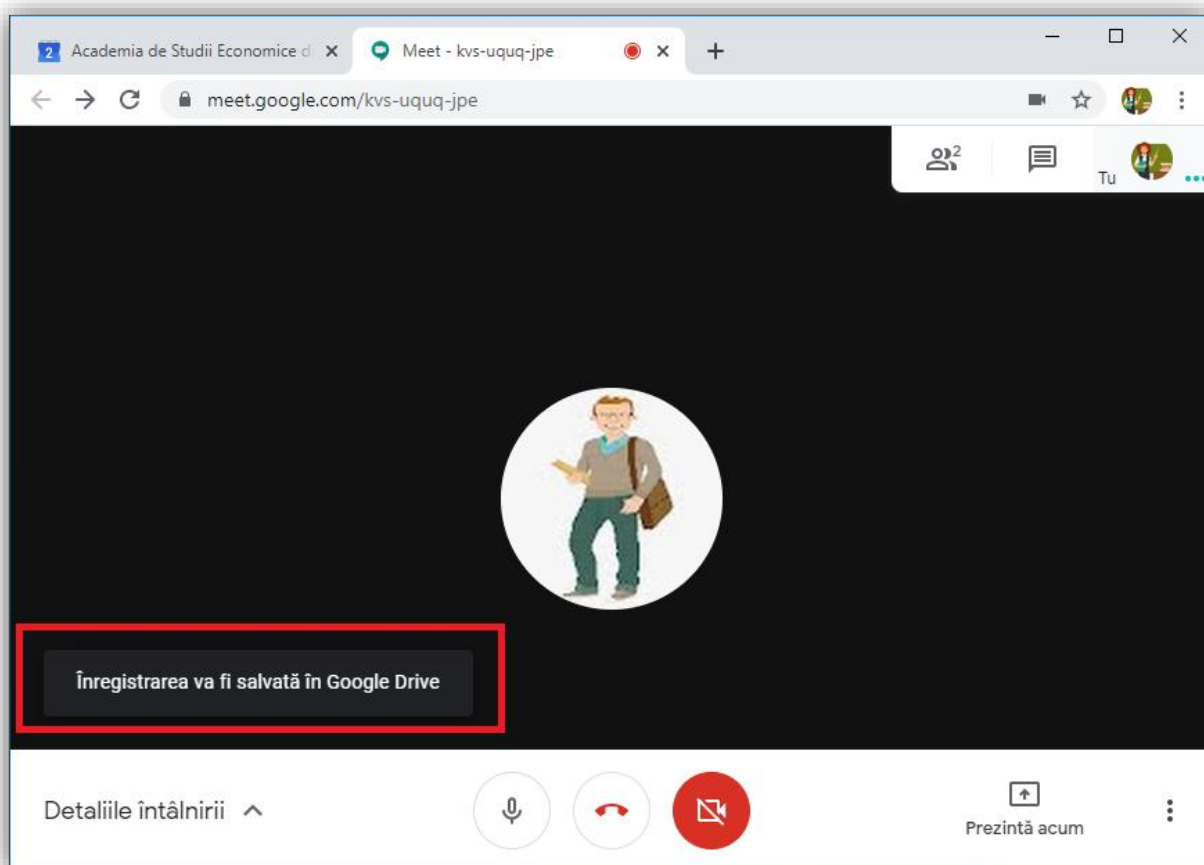 2 Academia de Studii Economice d
Meet - kvs-uquq-jpe
meet.google.com/kvs-uquq-jpe
2
Tu
Înregistrarea va fi salvată în Google Drive
Detaliile întâlnirii
Prezintă acum